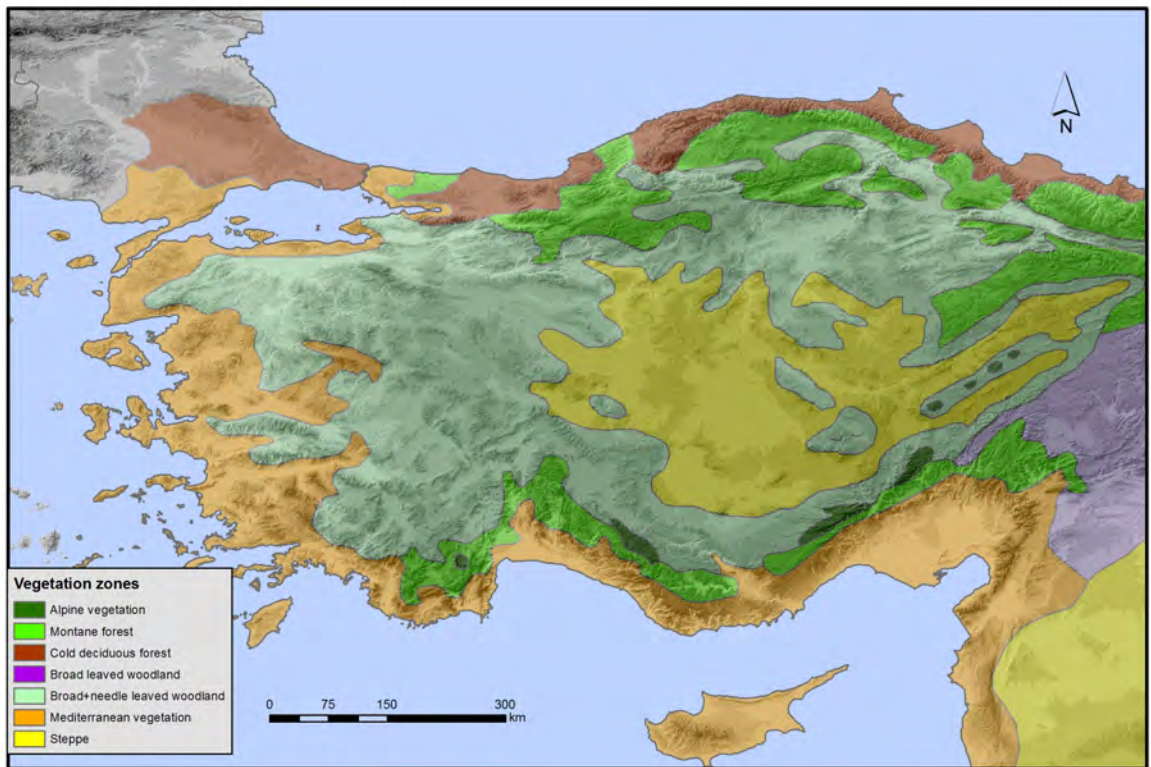 N
Vegetation zones
Alpine vegetation
Montane forest
Cold deciduous forest
Broad leaved woodland
Broad+needle leaved woodland
Mediterranean vegetation
Steppe
0 75 150 300
km